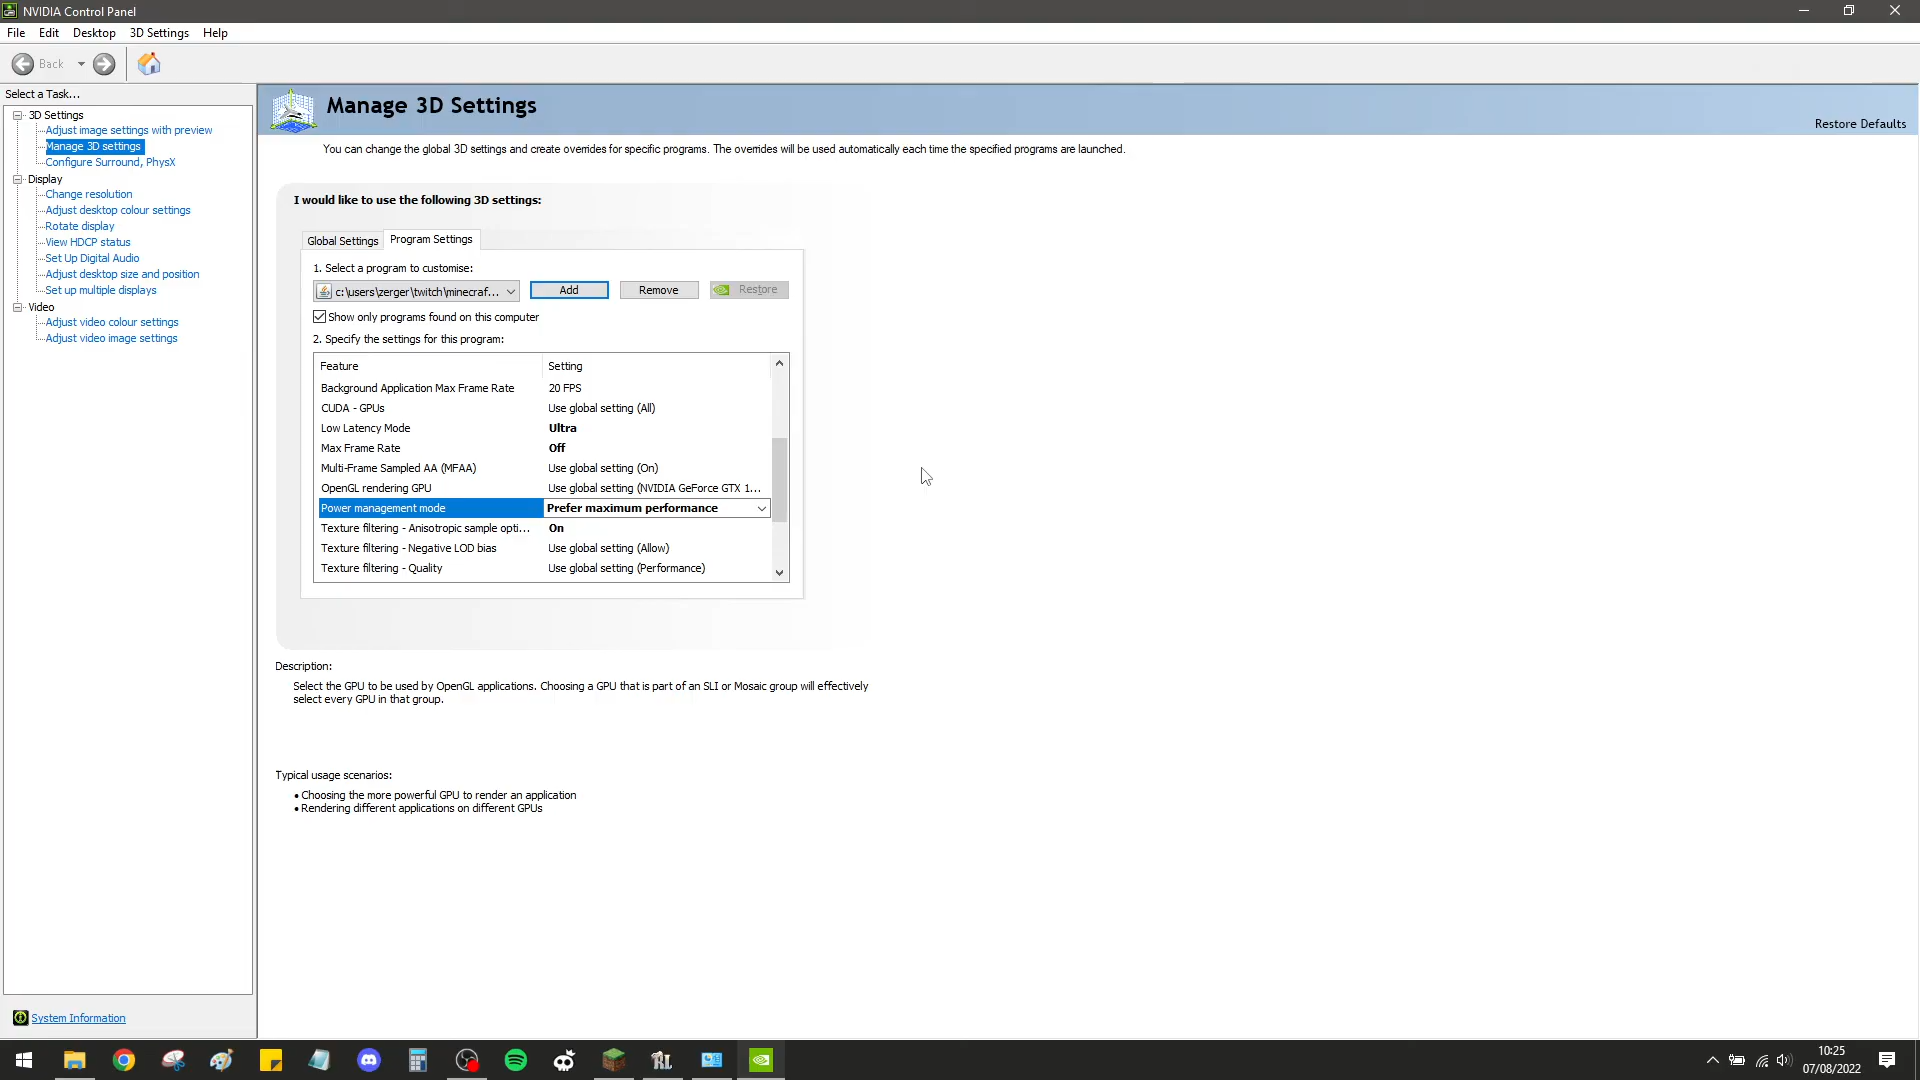 NVIDIA Control Panel
File Edit Desktop 3D Settings Help
Back
Select a Task...
3D Settings
Adjust image settings with preview
Manage 3D settings
Configure Surround, PhysX
Display
Change resolution
Adjust desktop colour settings
Rotate display
View HDCP status
Set Up Digital Audio
Adjust desktop size and position
Set up multiple displays
Video
Adjust video colour settings
Adjust video image settings
System Information
Manage 3D Settings
Restore Defaults
You can change the global 3D settings and create overrides for specific programs. The overrides will be used automatically each time the specified programs are launched.
I would like to use the following 3D settings:
Global Settings Program Settings
1. Select a program to customise:
c:\users\zerger\twitch\minecraf... Add Remove Restore
Show only programs found on this computer
2. Specify the settings for this program:
Feature Setting
Background Application Max Frame Rate 20 FPS
CUDA - GPUs Use global setting (All)
Low Latency Mode Ultra
Max Frame Rate Off
Multi-Frame Sampled AA (MFAA) Use global setting (On)
OpenGL rendering GPU Use global setting (NVIDIA GeForce GTX 1...
Power management mode Prefer maximum performance
Texture filtering - Anisotropic sample opti... On
Texture filtering - Negative LOD bias Use global setting (Allow)
Texture filtering - Quality Use global setting (Performance)
Description:
Select the GPU to be used by OpenGL applications. Choosing a GPU that is part of an SLI or Mosaic group will effectively
select every GPU in that group.
Typical usage scenarios:
• Choosing the more powerful GPU to render an application
• Rendering different applications on different GPUs
10:25
07/08/2022